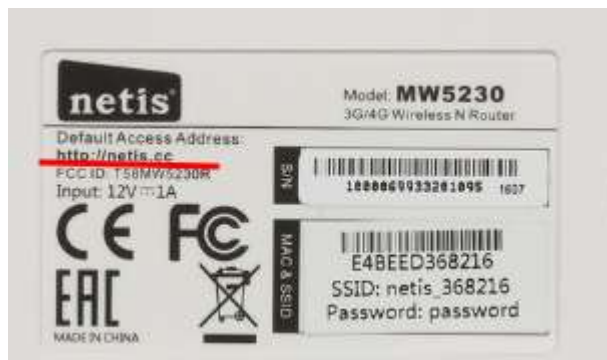 netis
Model: MW5230
3G/4G Wireless N Router
Default Access Address:
http://netis.cc
FCC ID: T58MW5230R
Input: 12V⎓1A
S/N
1607
CE FC
EAC
MADE IN CHINA
MAC & SSID
E4BEED368216
SSID: netis_368216
Password: password